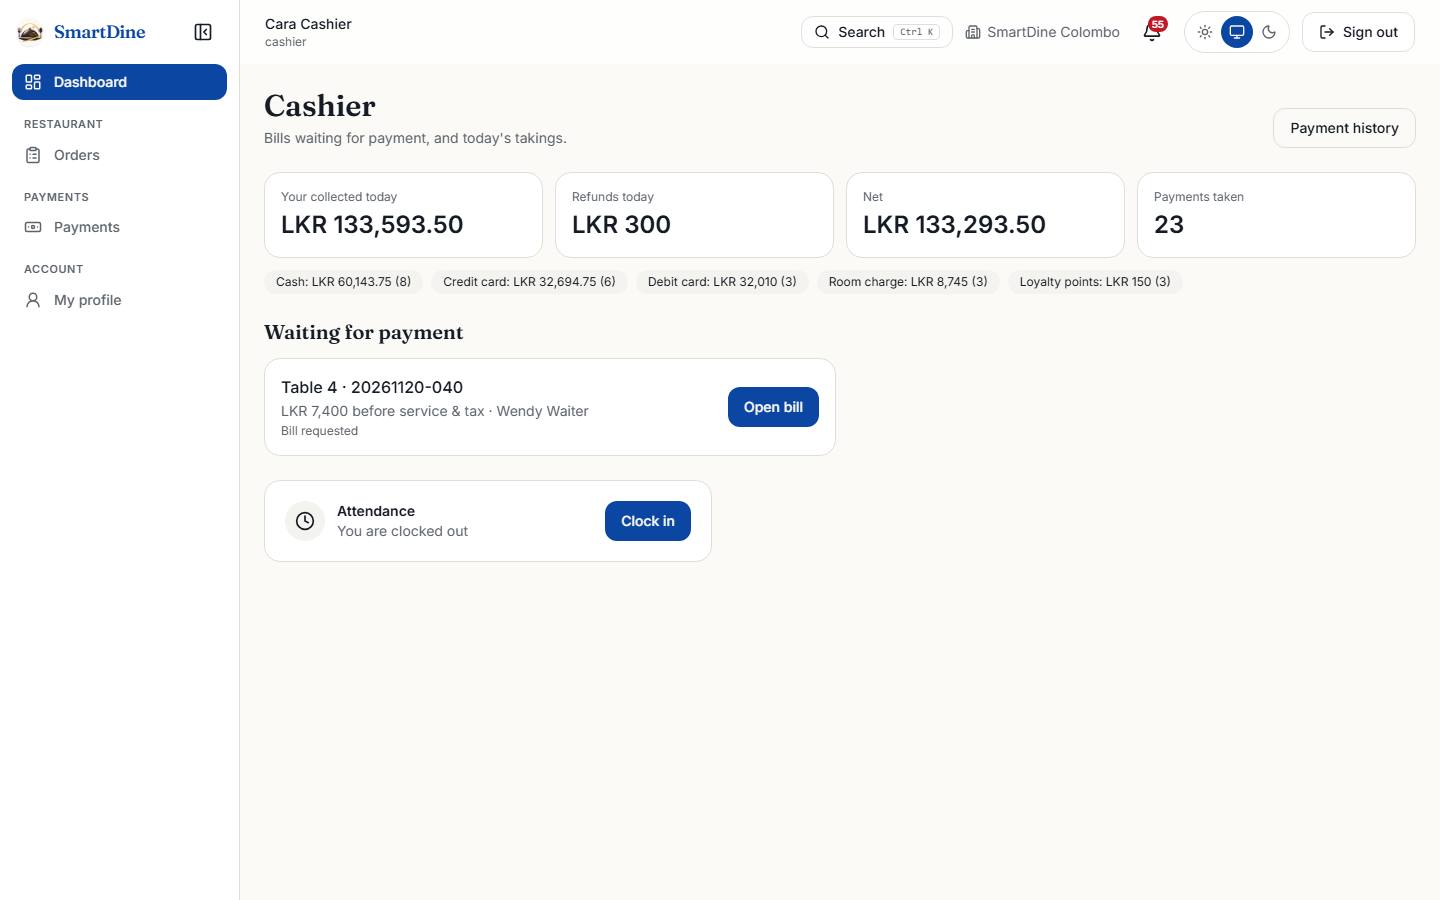 SmartDine
Cara Cashier
cashier
Search Ctrl K
SmartDine Colombo
55
Sign out
Dashboard
RESTAURANT
Orders
PAYMENTS
Payments
ACCOUNT
My profile
Cashier
Bills waiting for payment, and today's takings.
Payment history
Your collected today
LKR 133,593.50
Refunds today
LKR 300
Net
LKR 133,293.50
Payments taken
23
Cash: LKR 60,143.75 (8)
Credit card: LKR 32,694.75 (6)
Debit card: LKR 32,010 (3)
Room charge: LKR 8,745 (3)
Loyalty points: LKR 150 (3)
Waiting for payment
Table 4 · 20261120-040
LKR 7,400 before service & tax · Wendy Waiter
Bill requested
Open bill
Attendance
You are clocked out
Clock in